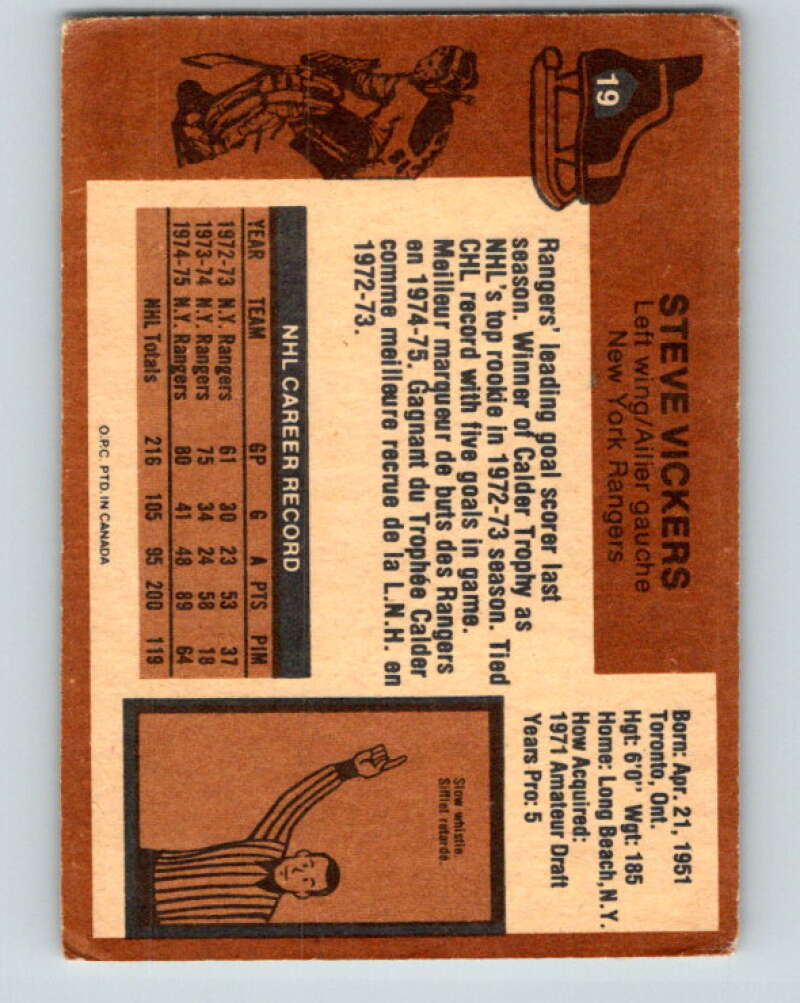 19
STEVE VICKERS
Left wing/Ailier gauche
New York Rangers
Born: Apr. 21, 1951
Toronto, Ont.
Hgt: 6'0" Wgt: 185
Home: Long Beach, N.Y.
How Acquired:
1971 Amateur Draft
Years Pro: 5
Rangers' leading goal scorer last
season. Winner of Calder Trophy as
NHL's top rookie in 1972-73 season. Tied
CHL record with five goals in game.
Meilleur marqueur de buts des Rangers
en 1974-75. Gagnant du Trophée Calder
comme meilleure recrue de la L.N.H. en
1972-73.
NHL CAREER RECORD
YEAR TEAM GP G A PTS PIM
1972-73 N.Y. Rangers 61 30 23 53 37
1973-74 N.Y. Rangers 75 34 24 58 18
1974-75 N.Y. Rangers 80 41 48 89 64
NHL Totals 216 105 95 200 119
Slow whistle
Sifflet retardé.
O.P.C. PTD. IN CANADA